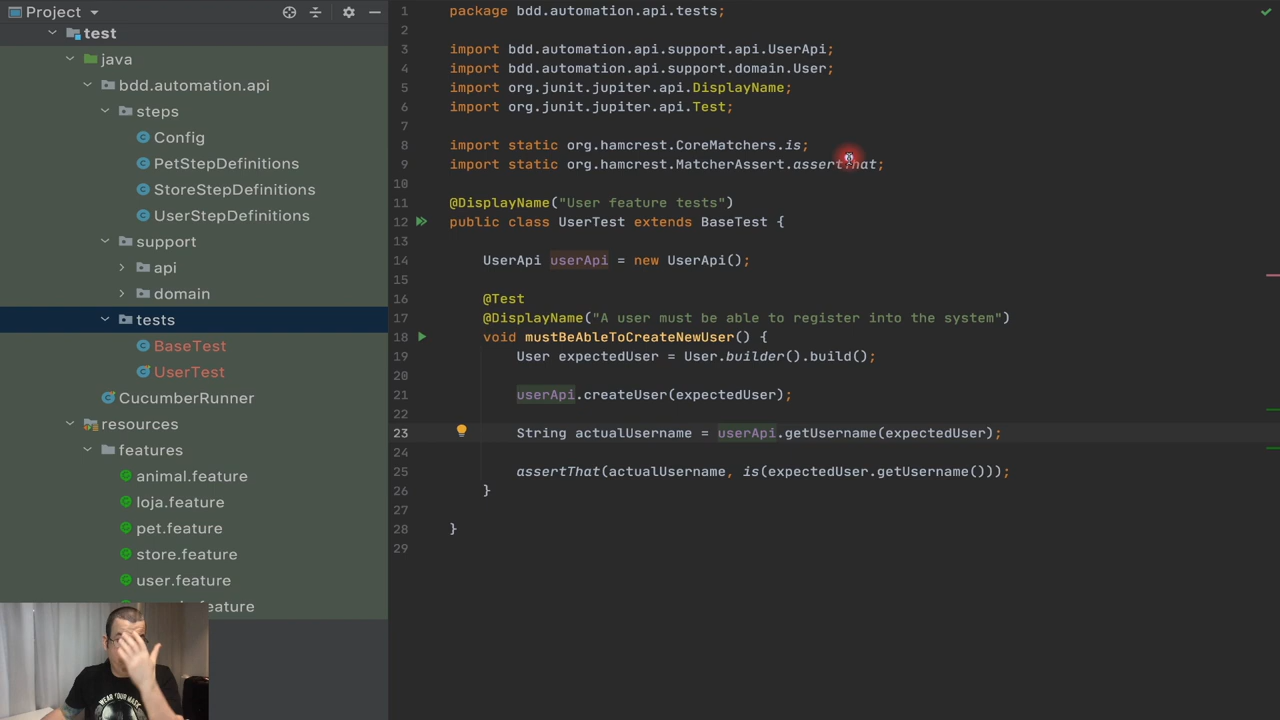 Project
test
java
bdd.automation.api
steps
Config
PetStepDefinitions
StoreStepDefinitions
UserStepDefinitions
support
api
domain
tests
BaseTest
UserTest
CucumberRunner
resources
features
animal.feature
loja.feature
pet.feature
store.feature
user.feature
feature
WEAR YOUR MASK
1 package bdd.automation.api.tests;
2
3 import bdd.automation.api.support.api.UserApi;
4 import bdd.automation.api.support.domain.User;
5 import org.junit.jupiter.api.DisplayName;
6 import org.junit.jupiter.api.Test;
7
8 import static org.hamcrest.CoreMatchers.is;
9 import static org.hamcrest.MatcherAssert.assertThat;
10
11 @DisplayName("User feature tests")
12 public class UserTest extends BaseTest {
13
14 UserApi userApi = new UserApi();
15
16 @Test
17 @DisplayName("A user must be able to register into the system")
18 void mustBeAbleToCreateNewUser() {
19 User expectedUser = User.builder().build();
20
21 userApi.createUser(expectedUser);
22
23 String actualUsername = userApi.getUsername(expectedUser);
24
25 assertThat(actualUsername, is(expectedUser.getUsername()));
26 }
27
28 }
29